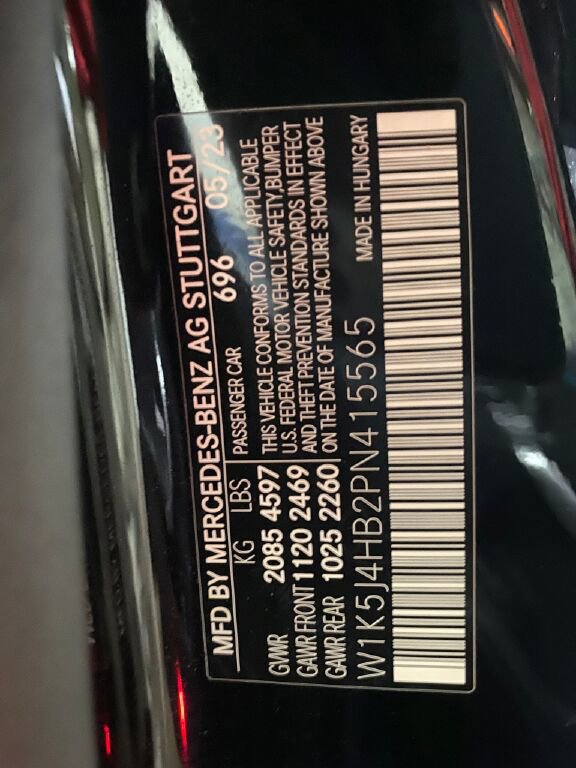 MFD BY MERCEDES-BENZ AG STUTTGART
KG LBS 696 05/23
GVWR 2085 4597
GAWR FRONT 1120 2469
GAWR REAR 1025 2260
PASSENGER CAR
THIS VEHICLE CONFORMS TO ALL APPLICABLE
U.S. FEDERAL MOTOR VEHICLE SAFETY,BUMPER
AND THEFT PREVENTION STANDARDS IN EFFECT
ON THE DATE OF MANUFACTURE SHOWN ABOVE
W1K5J4HB2PN415565 MADE IN HUNGARY